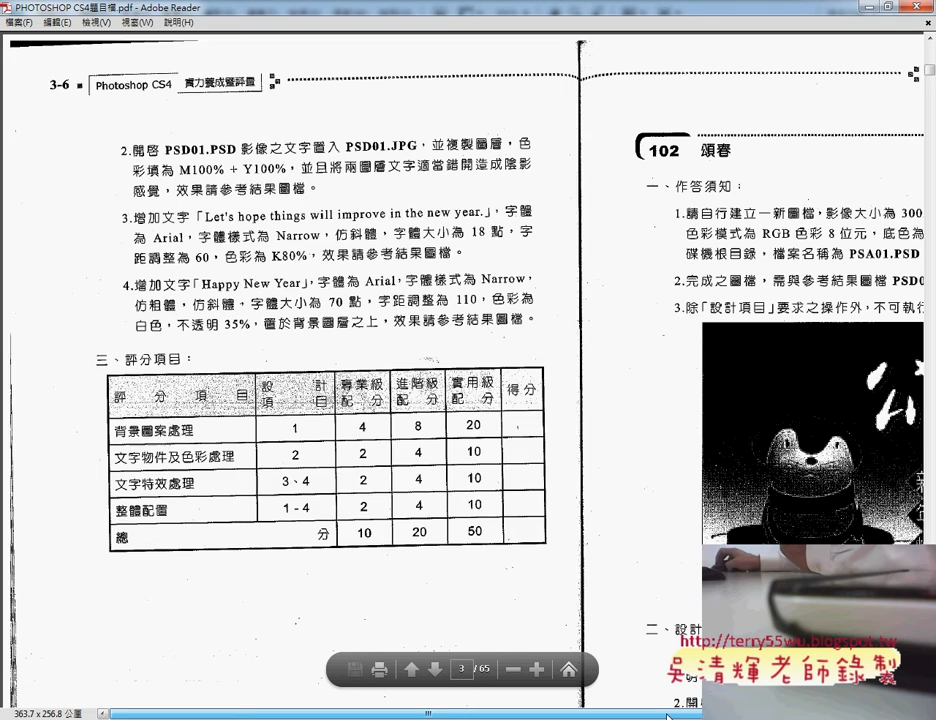 PHOTOSHOP CS4題目檔.pdf - Adobe Reader
檔案(F) 編輯(E) 檢視(V) 視窗(W) 說明(H)
3-6 ■ Photoshop CS4 實力養成暨評量
2.開啓 PSD01.PSD 影像之文字置入 PSD01.JPG，並複製圖層，色
彩填為 M100% + Y100%，並且將兩圖層文字適當錯開造成陰影
感覺，效果請參考結果圖檔。
3.增加文字「Let's hope things will improve in the new year.」，字體
為 Arial，字體樣式為 Narrow，仿斜體，字體大小為 18 點，字
距調整為 60，色彩為 K80%，效果請參考結果圖檔。
4.增加文字「Happy New Year」，字體為 Arial，字體樣式為 Narrow，
仿粗體，仿斜體，字體大小為 70 點，字距調整為 110，色彩為
白色，不透明 35%，置於背景圖層之上，效果請參考結果圖檔。
三、評分項目：
評分項目 設計項目 專業級配分 進階級配分 實用級配分 得分
背景圖案處理 1 4 8 20
文字物件及色彩處理 2 2 4 10
文字特效處理 3、4 2 4 10
整體配置 1-4 2 4 10
總分 10 20 50
102 頌春
一、作答須知：
1.請自行建立一新圖檔，影像大小為 300
色彩模式為 RGB 色彩 8 位元，底色為
碟機根目錄，檔案名稱為 PSA01.PSD
2.完成之圖檔，需與參考結果圖檔 PSD0
3.除「設計項目」要求之操作外，不可執行
二、設計
2.開
http://terry55wu.blogspot.tw
吳清輝老師錄製
3 / 65
363.7 x 256.8 公釐